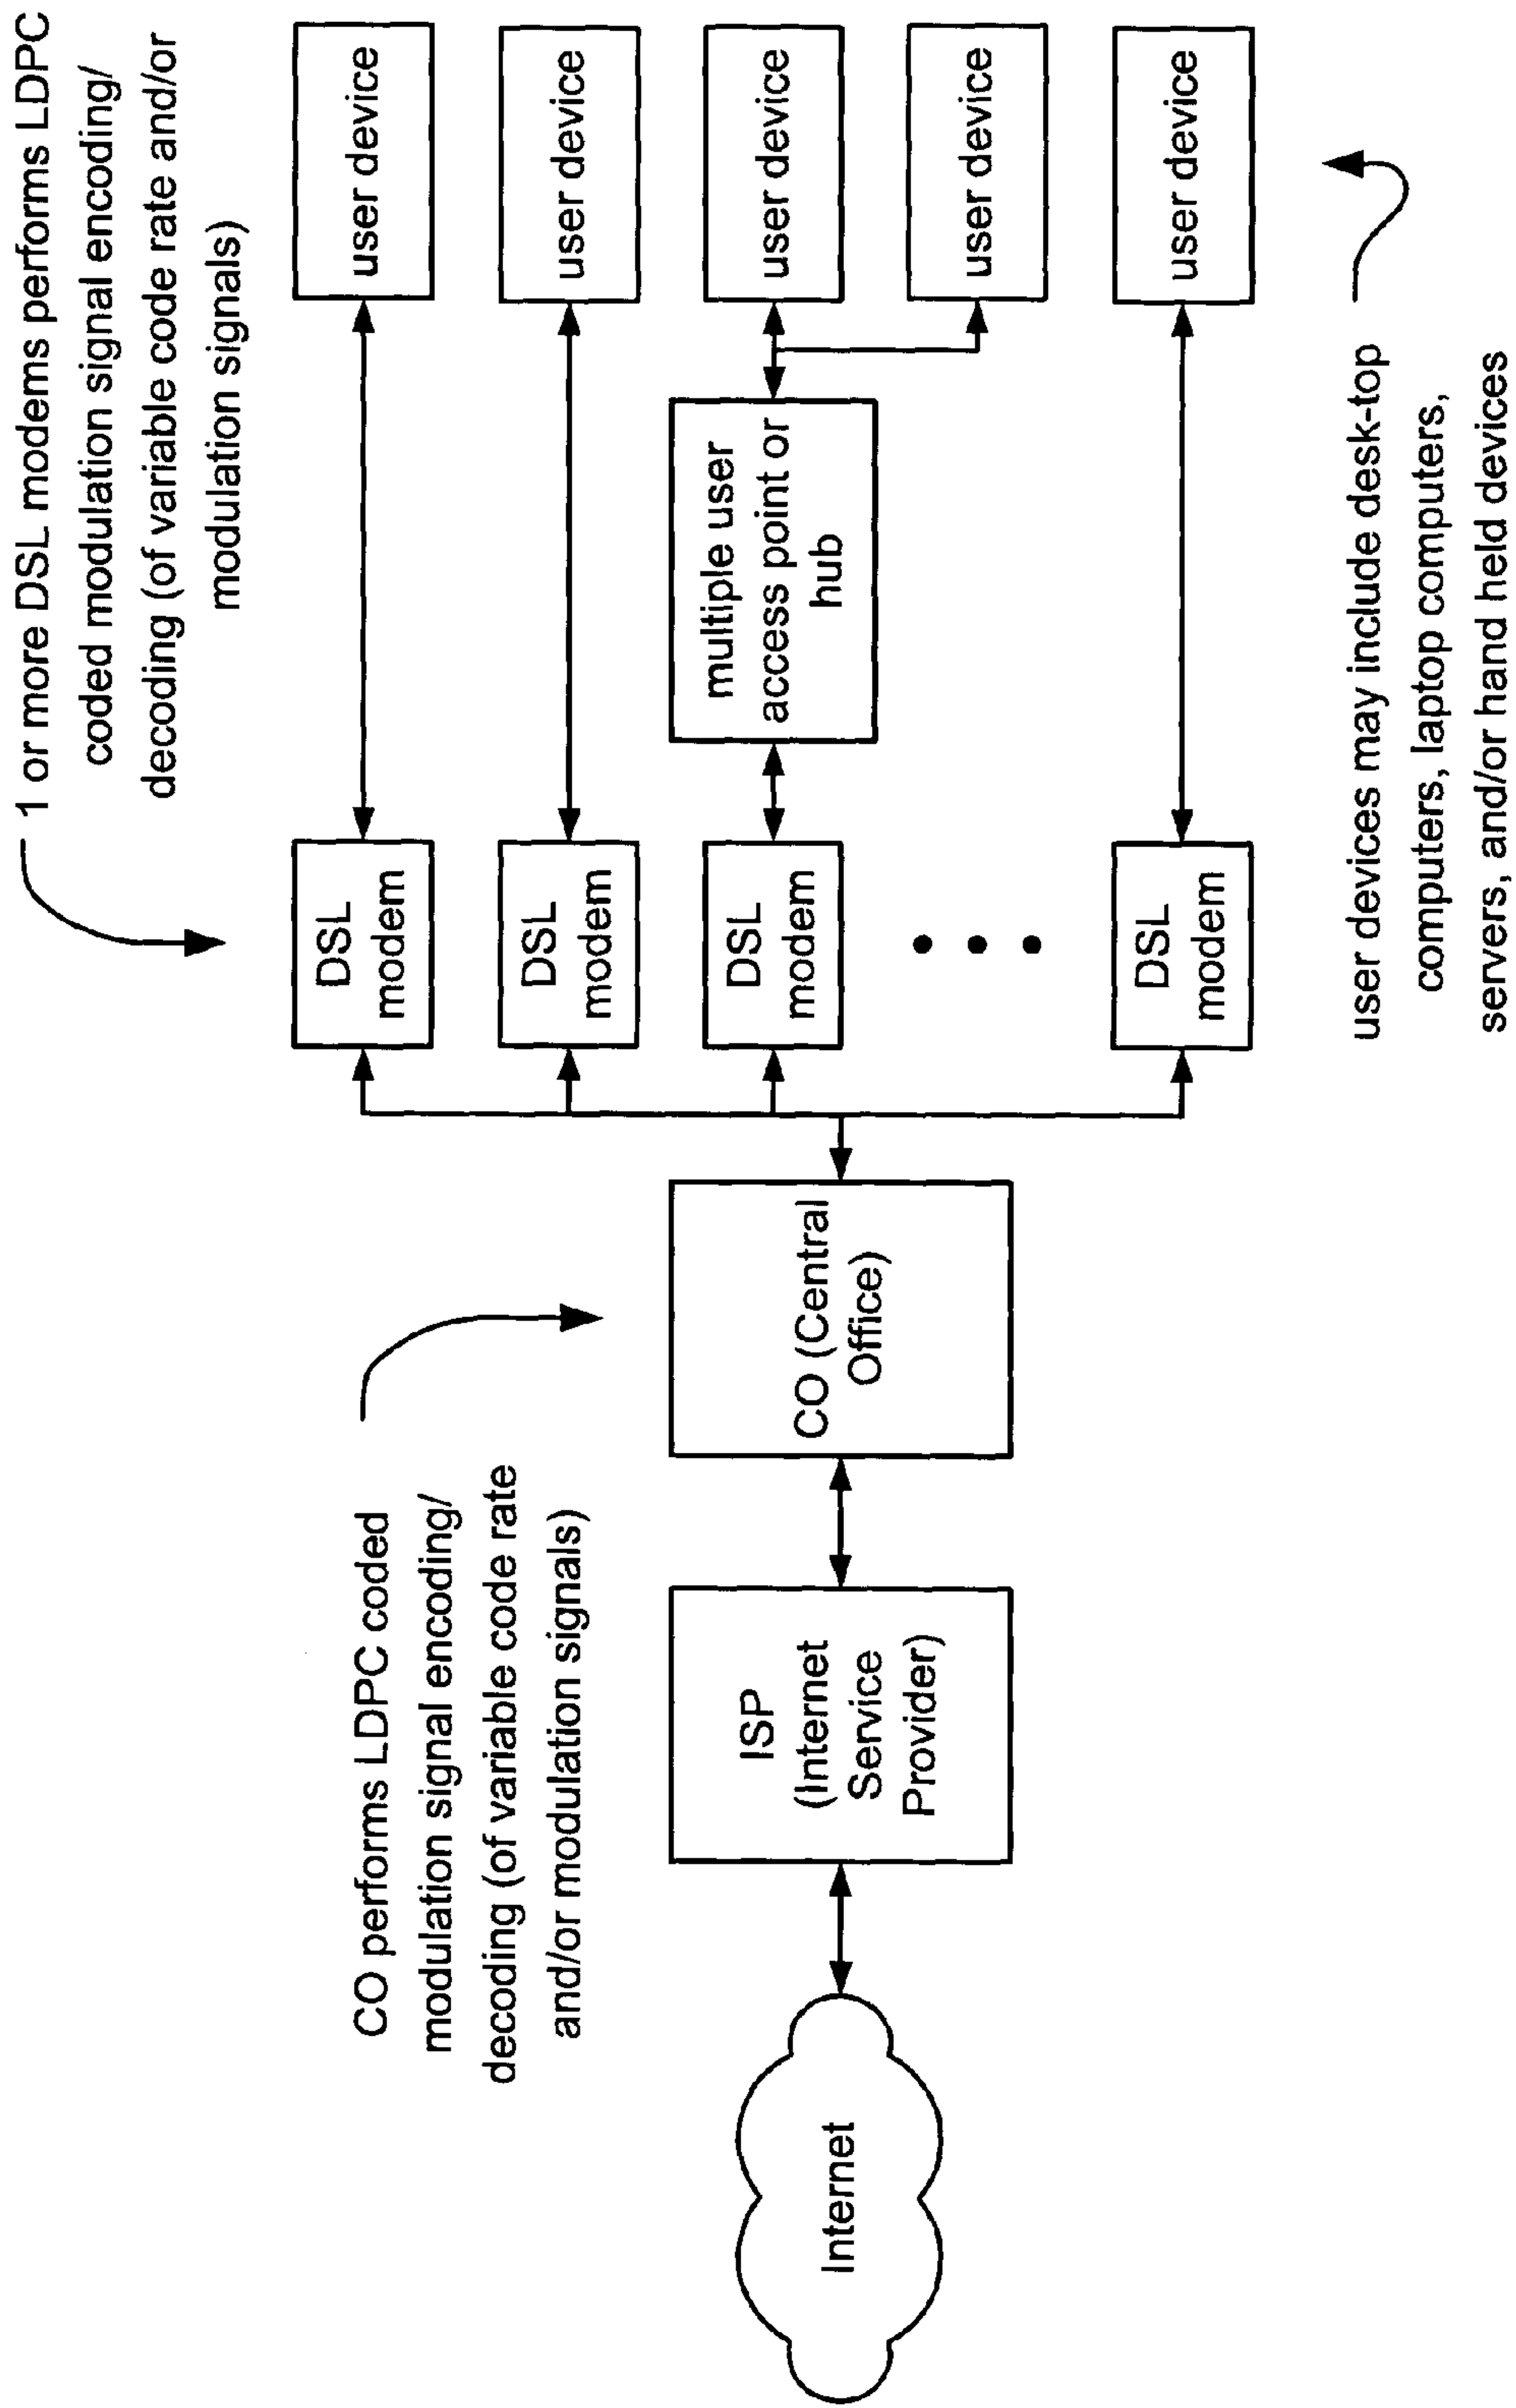 1 or more DSL modems performs LDPC
coded modulation signal encoding/
decoding (of variable code rate and/or
modulation signals)
CO performs LDPC coded
modulation signal encoding/
decoding (of variable code rate
and/or modulation signals)
Internet
ISP
(Internet
Service
Provider)
CO (Central
Office)
DSL
modem
user device
DSL
modem
user device
DSL
modem
multiple user
access point or
hub
user device
user device
DSL
modem
user device
user devices may include desk-top
computers, laptop computers,
servers, and/or hand held devices